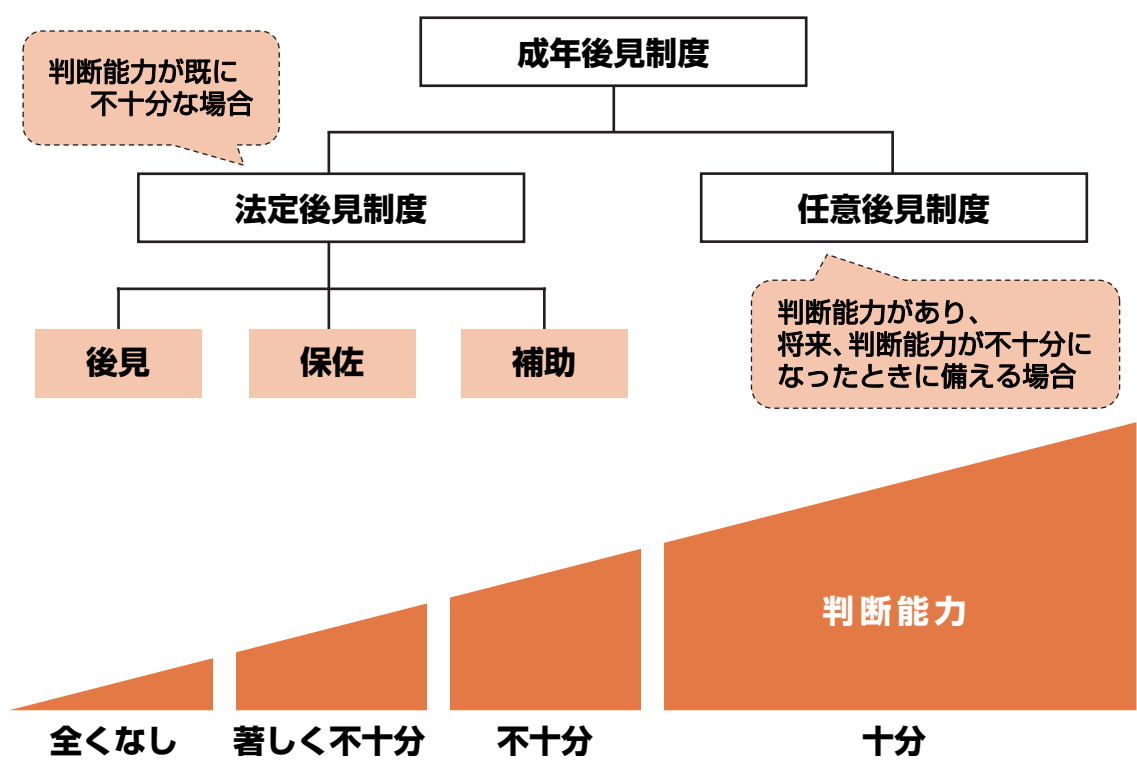 成年後見制度
判断能力が既に
不十分な場合
法定後見制度
任意後見制度
後見
保佐
補助
判断能力があり、
将来、判断能力が不十分に
なったときに備える場合
判断能力
全くなし
著しく不十分
不十分
十分